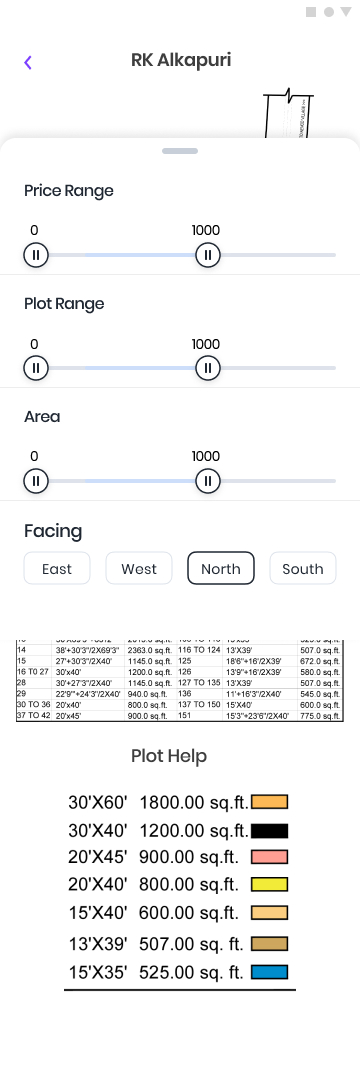 RK Alkapuri
Price Range
0 1000
Plot Range
0 1000
Area
0 1000
Facing
East West North South
14 38'+30'3"/2X69'3" 2363.0 sq.ft. 116 TO 124 13'X39' 507.0 sq.ft.
15 27'+30'3"/2X40' 1145.0 sq.ft. 125 18'6"+16'/2X39' 672.0 sq.ft.
16 T0 27 30'x40' 1200.0 sq.ft. 126 13'9"+16'/2X39' 580.0 sq.ft.
28 30'+27'3"/2X40' 1145.0 sq.ft. 127 TO 135 13'X39' 507.0 sq.ft.
29 22'9"'+24'3"/2X40' 940.0 sq.ft. 136 11'+16'3"/2X40' 545.0 sq.ft.
30 TO 36 20'x40' 800.0 sq.ft. 137 TO 150 15'X40' 600.0 sq.ft.
37 TO 42 20'x45' 900.0 sq.ft. 151 15'3"+23'6"/2X40' 775.0 sq.ft.
Plot Help
30'X60' 1800.00 sq.ft.
30'X40' 1200.00 sq.ft.
20'X45' 900.00 sq.ft.
20'X40' 800.00 sq.ft.
15'X40' 600.00 sq.ft.
13'X39' 507.00 sq. ft.
15'X35' 525.00 sq. ft.